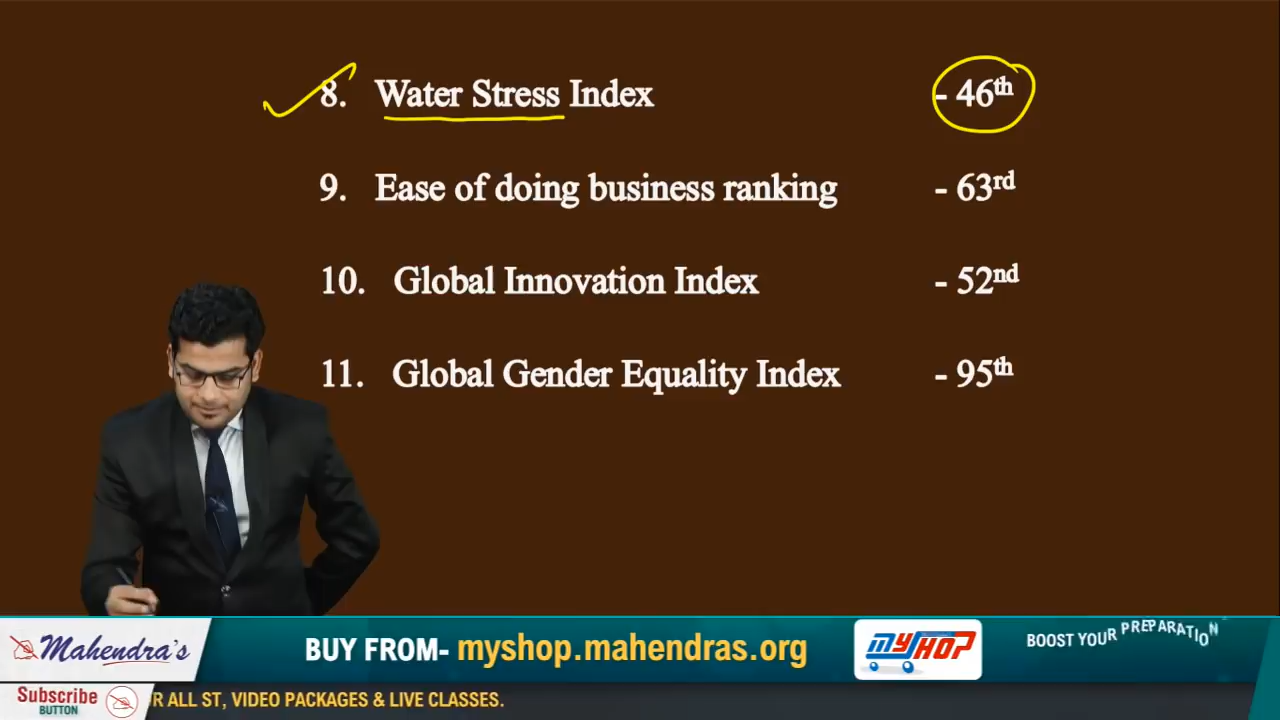 8. Water Stress Index - 46th
9. Ease of doing business ranking - 63rd
10. Global Innovation Index - 52nd
11. Global Gender Equality Index - 95th
Mahendra's
BUY FROM- myshop.mahendras.org
MY SHOP
BOOST YOUR PREPARATION
Subscribe
BUTTON
R ALL ST, VIDEO PACKAGES & LIVE CLASSES.